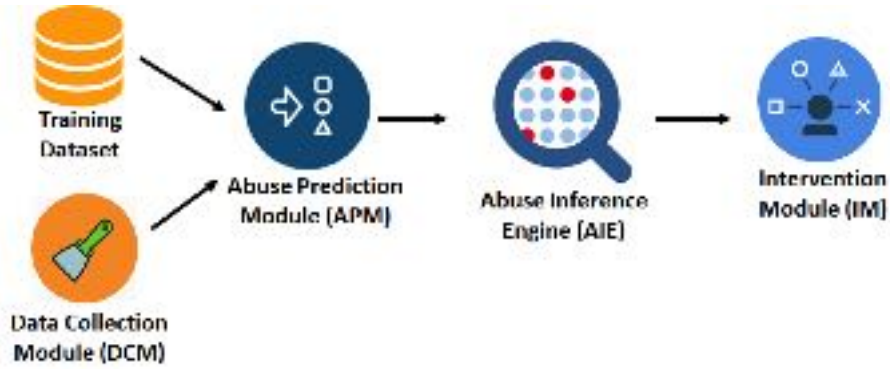 Training
Dataset
Abuse Prediction
Module (APM)
Abuse Inference
Engine (AIE)
Intervention
Module (IM)
Data Collection
Module (DCM)